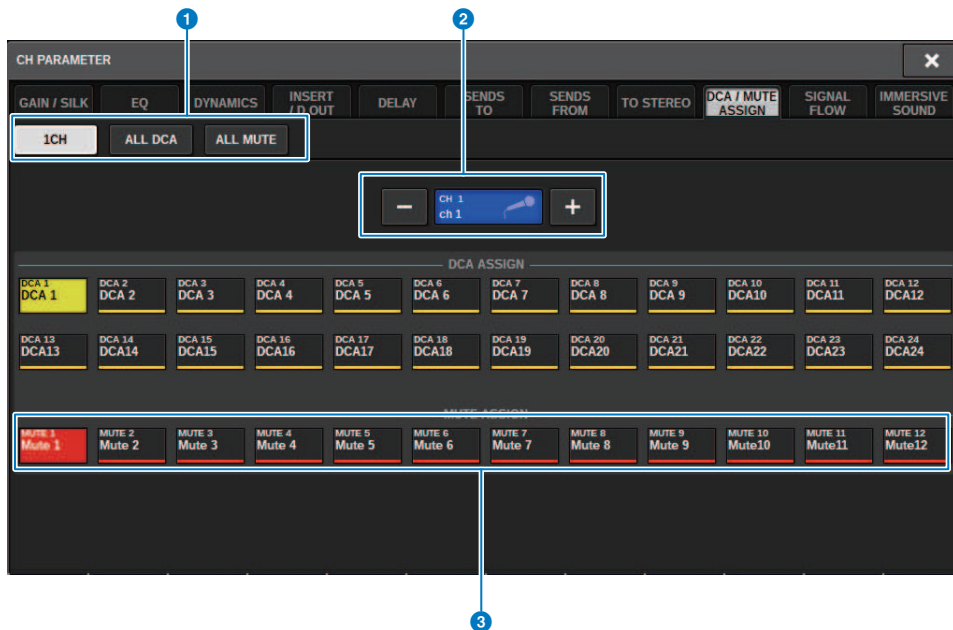 1 2
CH PARAMETER ×
GAIN / SILK EQ DYNAMICS INSERT / D.OUT DELAY SENDS TO SENDS FROM TO STEREO DCA / MUTE ASSIGN SIGNAL FLOW IMMERSIVE SOUND
1CH ALL DCA ALL MUTE
− CH 1 +
ch 1
DCA ASSIGN
DCA 1 DCA 2 DCA 3 DCA 4 DCA 5 DCA 6 DCA 7 DCA 8 DCA 9 DCA 10 DCA 11 DCA 12
DCA 1 DCA 2 DCA 3 DCA 4 DCA 5 DCA 6 DCA 7 DCA 8 DCA 9 DCA10 DCA11 DCA12
DCA 13 DCA 14 DCA 15 DCA 16 DCA 17 DCA 18 DCA 19 DCA 20 DCA 21 DCA 22 DCA 23 DCA 24
DCA13 DCA14 DCA15 DCA16 DCA17 DCA18 DCA19 DCA20 DCA21 DCA22 DCA23 DCA24
MUTE ASSIGN
MUTE 1 MUTE 2 MUTE 3 MUTE 4 MUTE 5 MUTE 6 MUTE 7 MUTE 8 MUTE 9 MUTE 10 MUTE 11 MUTE 12
Mute 1 Mute 2 Mute 3 Mute 4 Mute 5 Mute 6 Mute 7 Mute 8 Mute 9 Mute10 Mute11 Mute12
3